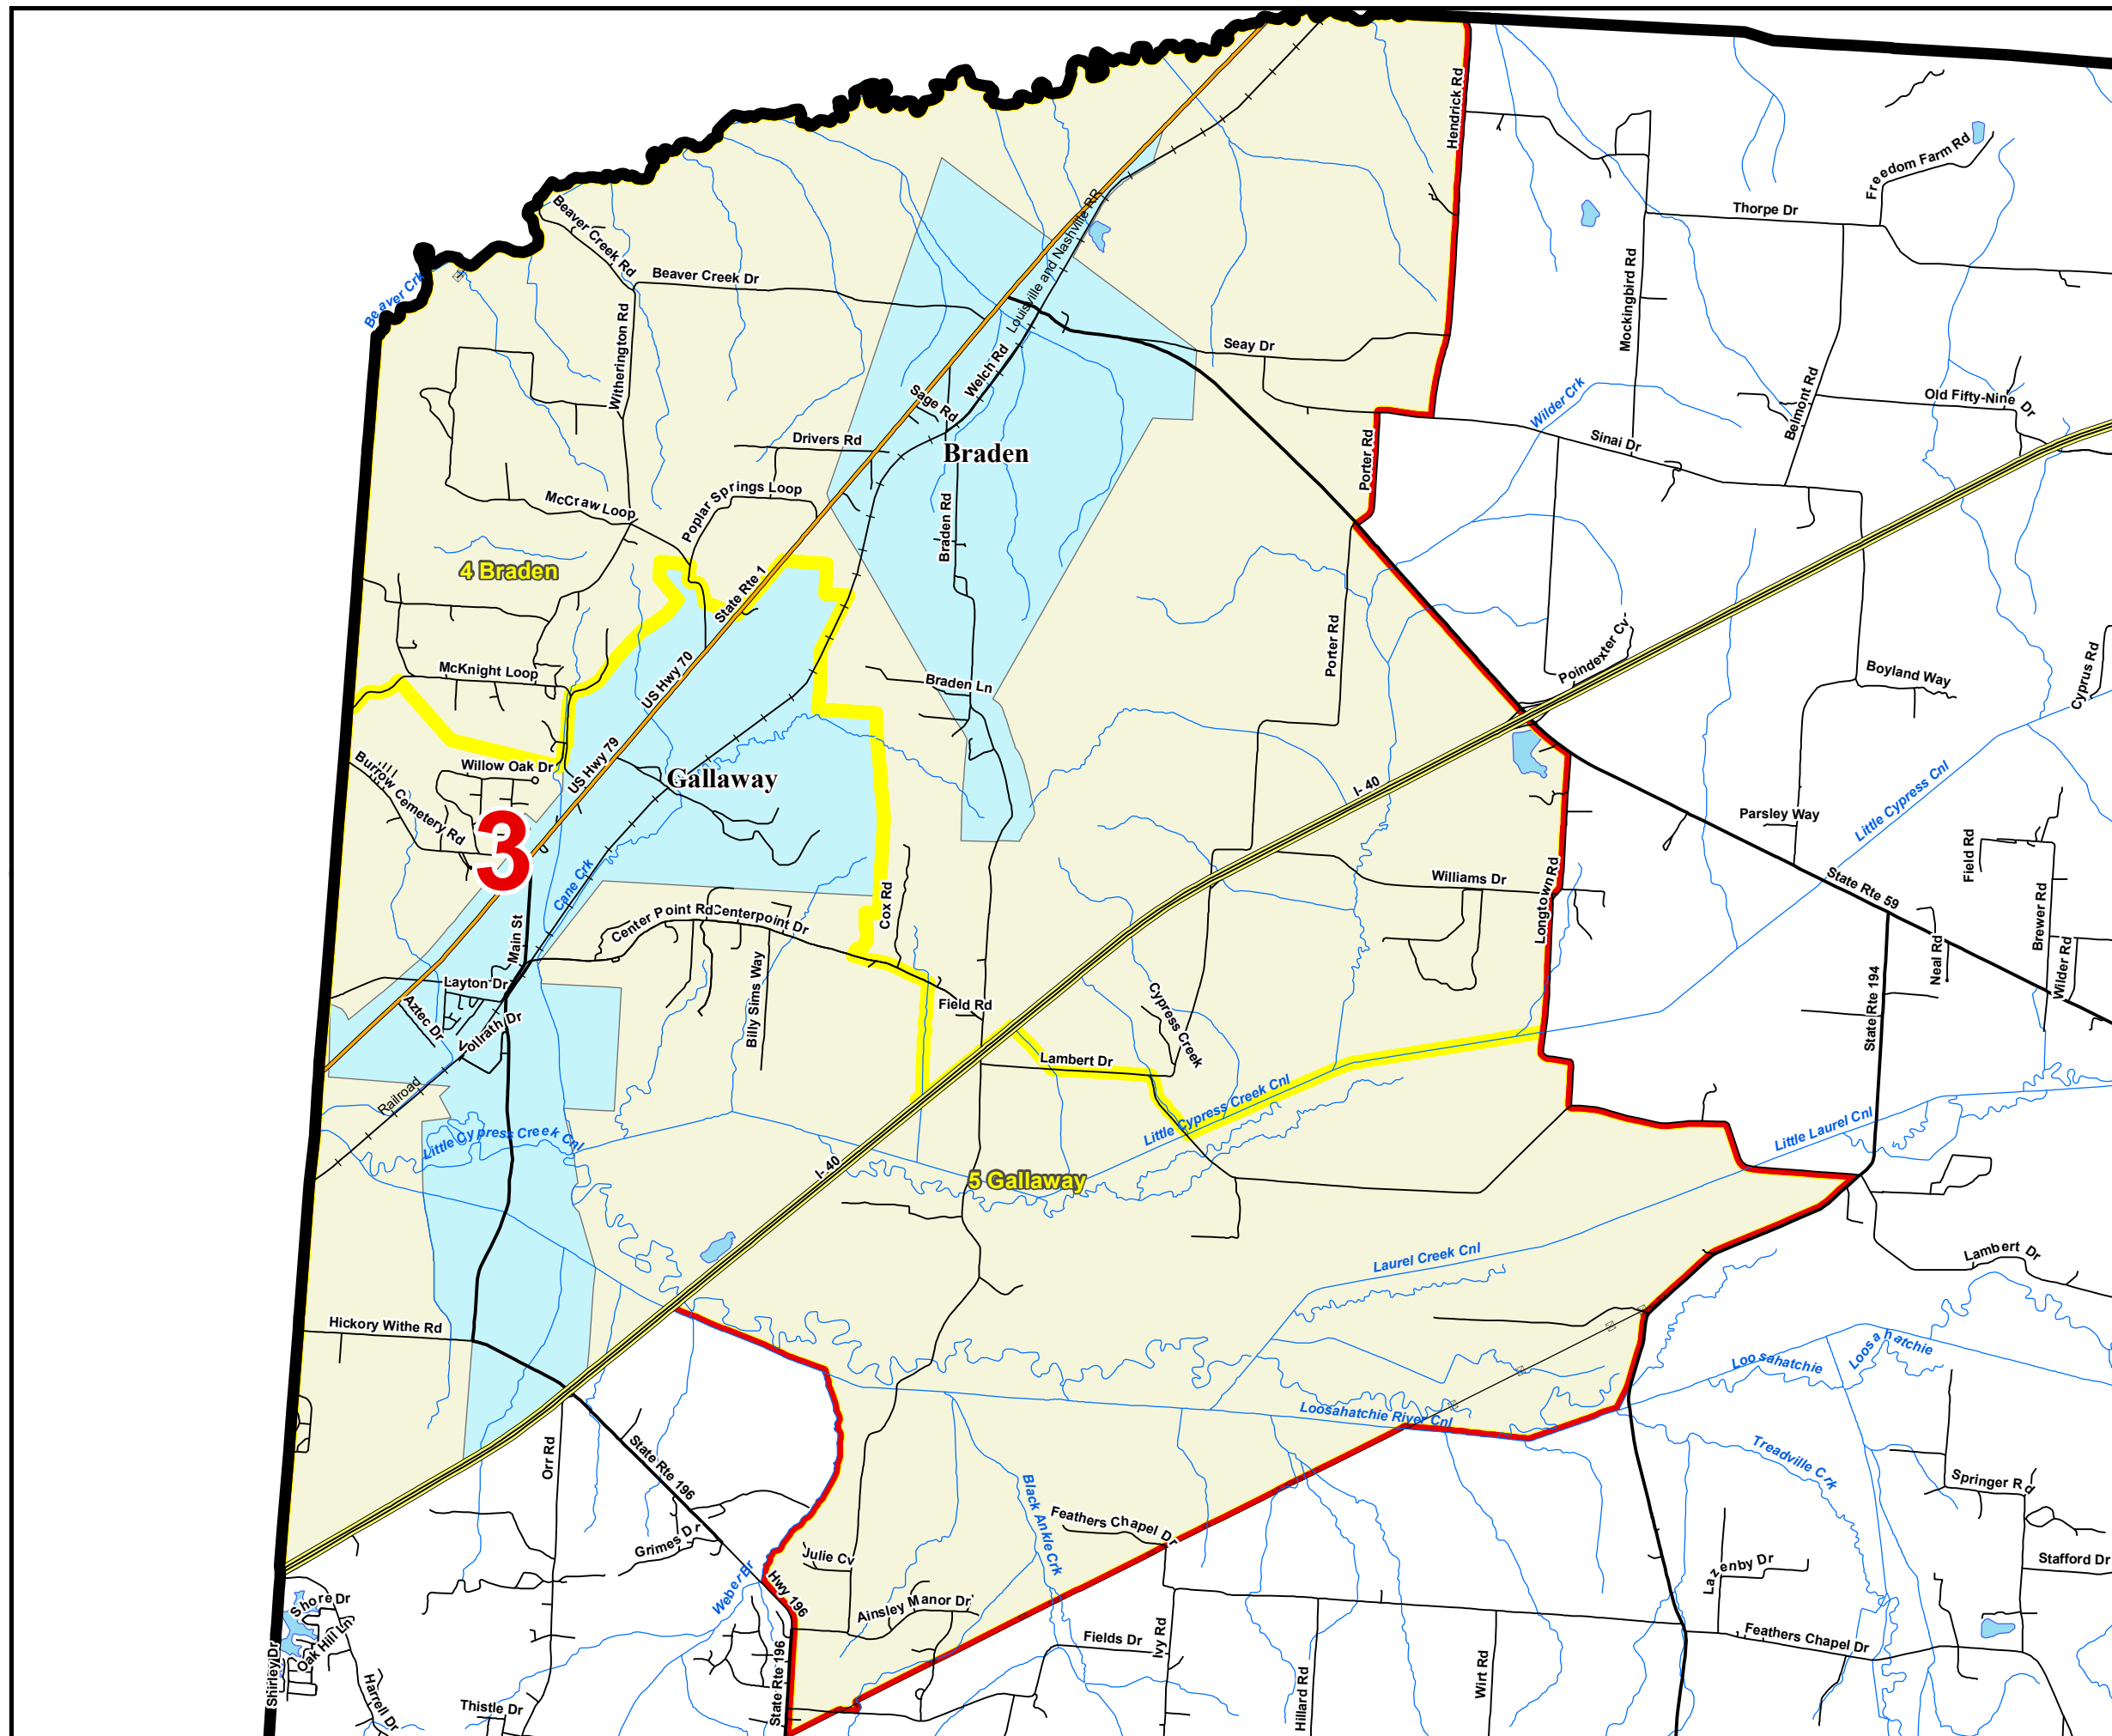 Hendrick Rd
Freedom Farm Rd
Thorpe Dr
Beaver Creek Rd
Beaver Creek Dr
Beaver Crk
Louisville and Nashville RR
Mockingbird Rd
Witherington Rd
Seay Dr
Welch Rd
Sage Rd
Wilder Crk
Belmont Rd
Old Fifty-Nine Dr
Drivers Rd
Braden
Sinai Dr
Porter Rd
Poplar Springs Loop
McCraw Loop
Braden Rd
4 Braden
State Rte 1
Porter Rd
Poindexter Cv
McKnight Loop
US Hwy 70
Braden Ln
Boyland Way
Cyprus Rd
Willow Oak Dr
US Hwy 79
Gallaway
Burrow Cemetery Rd
I- 40
Little Cypress Cnl
Parsley Way
3
Field Rd
Cane Crk
Williams Dr
Longtown Rd
State Rte 59
Cox Rd
Center Point Rd
Centerpoint Dr
Main St
Brewer Rd
Neal Rd
Wilder Rd
Layton Dr
Aztec Dr
Vollrath Dr
Billy Sims Way
Field Rd
Cypress Creek
State Rte 194
Lambert Dr
Railroad
Little Cypress Creek Cnl
Little Cypress Creek Cnl
Little Laurel Cnl
I- 40
5 Gallaway
Laurel Creek Cnl
Lambert Dr
Hickory Withe Rd
Loosahatchie
Loosahatchie
Loosahatchie River Cnl
Orr Rd
State Rte 196
Treadville Crk
Springer Rd
Black Ankle Crk
Feathers Chapel Dr
Grimes Dr
Julie Cv
Weber Br
Hwy 196
Lazenby Dr
Stafford Dr
Shore Dr
Oak Hill Ln
Ainsley Manor Dr
Fields Dr
Ivy Rd
Feathers Chapel Dr
Shirley Dr
Harrell Dr
State Rte 196
Hillard Rd
Wirt Rd
Thistle Dr